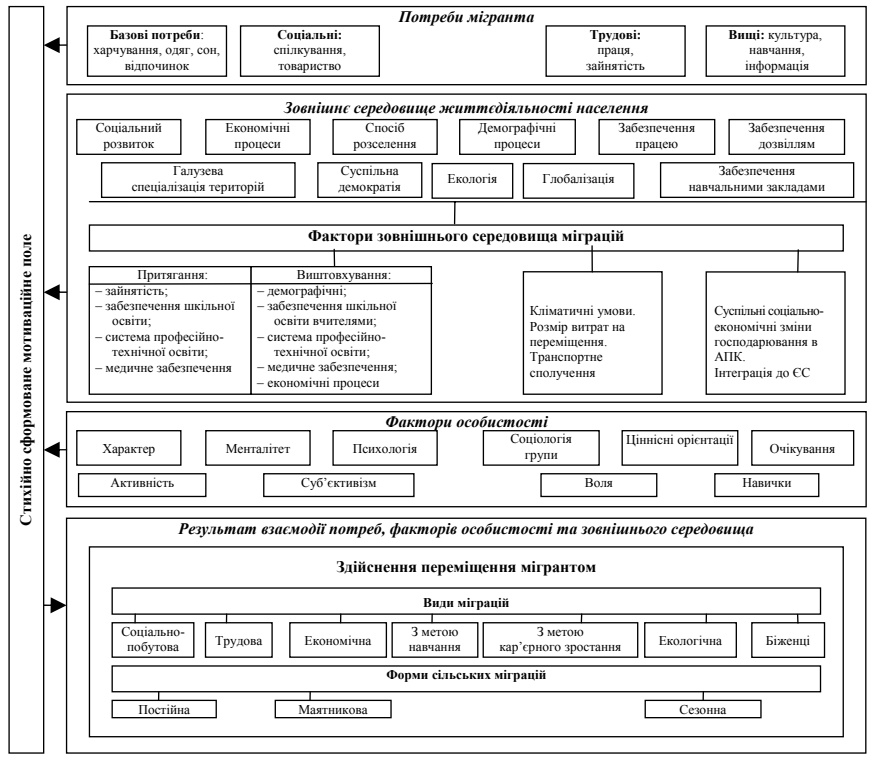 Стихійно сформоване мотиваційне поле
Потреби мігранта
Базові потреби:
харчування, одяг, сон,
відпочинок
Соціальні:
спілкування,
товариство
Трудові:
праця,
зайнятість
Вищі: культура,
навчання,
інформація
Зовнішнє середовище життєдіяльності населення
Соціальний
розвиток
Економічні
процеси
Спосіб
розселення
Демографічні
процеси
Забезпечення
працею
Забезпечення
дозвіллям
Галузева
спеціалізація територій
Суспільна
демократія
Екологія
Глобалізація
Забезпечення
навчальними закладами
Фактори зовнішнього середовища міграцій
Притягання:
– зайнятість;
– забезпечення шкільної
освіти;
– система професійно-
технічної освіти;
– медичне забезпечення
Виштовхування:
– демографічні;
– забезпечення шкільної
освіти вчителями;
– система професійно-
технічної освіти;
– медичне забезпечення;
– економічні процеси
Кліматичні умови.
Розмір витрат на
переміщення.
Транспортне
сполучення
Суспільні соціально-
економічні зміни
господарювання в
АПК.
Інтеграція до ЄС
Фактори особистості
Характер
Менталітет
Психологія
Соціологія
групи
Ціннісні орієнтації
Очікування
Активність
Суб’єктивізм
Воля
Навички
Результат взаємодії потреб, факторів особистості та зовнішнього середовища
Здійснення переміщення мігрантом
Види міграцій
Соціально-
побутова
Трудова
Економічна
З метою
навчання
З метою
кар’єрного зростання
Екологічна
Біженці
Форми сільських міграцій
Постійна
Маятникова
Сезонна